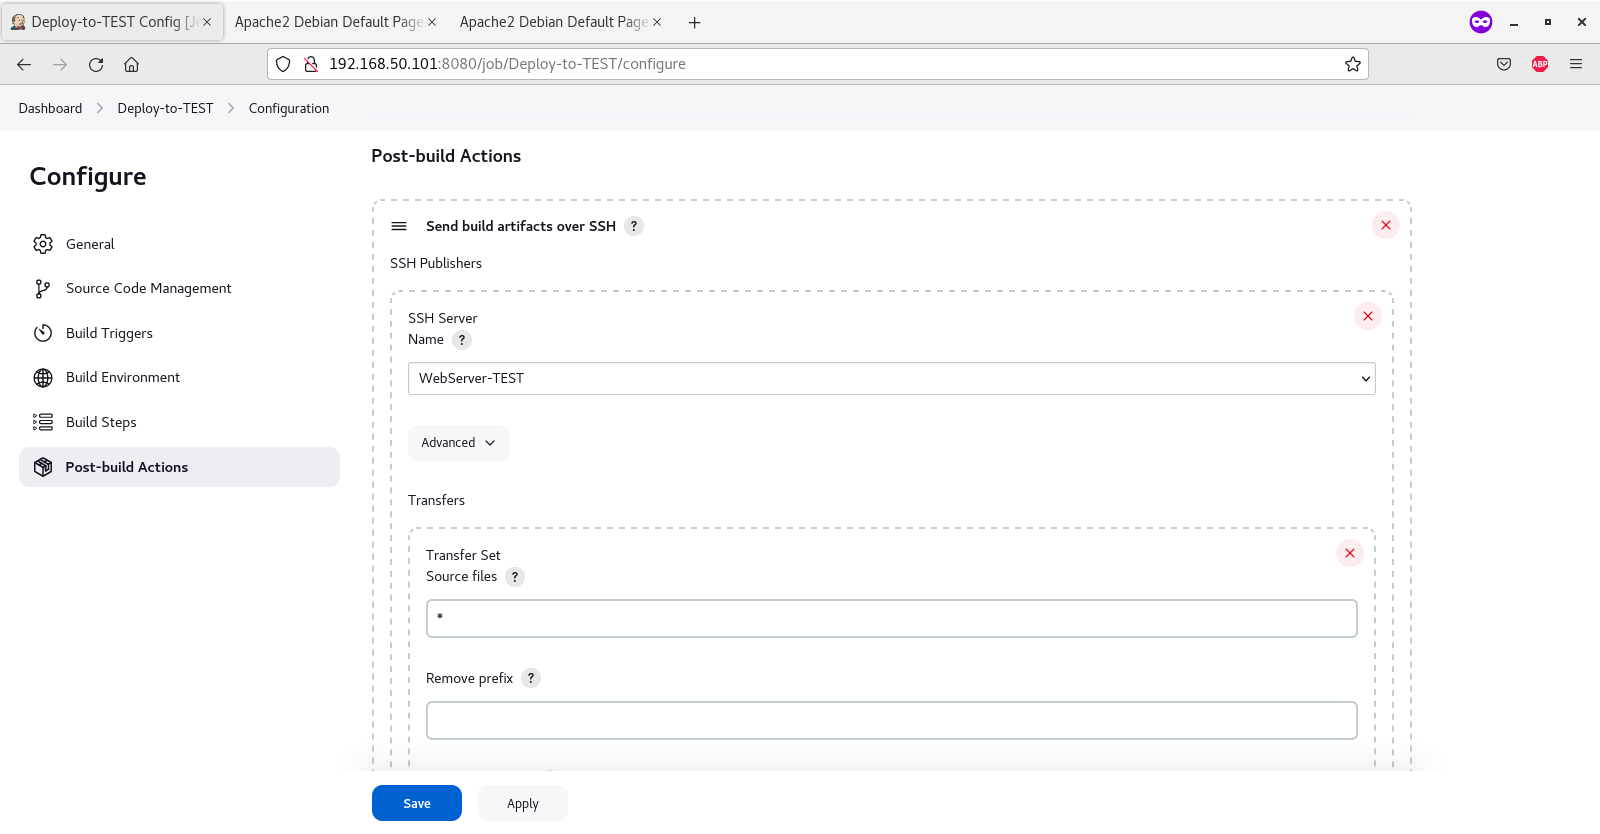 Deploy-to-TEST Config [Je
Apache2 Debian Default Page
Apache2 Debian Default Page
192.168.50.101:8080/job/Deploy-to-TEST/configure
ABP
Dashboard
Deploy-to-TEST
Configuration
Configure
General
Source Code Management
Build Triggers
Build Environment
Build Steps
Post-build Actions
Post-build Actions
Send build artifacts over SSH ?
SSH Publishers
SSH Server
Name ?
WebServer-TEST
Advanced
Transfers
Transfer Set
Source files ?
*
Remove prefix ?
Save
Apply